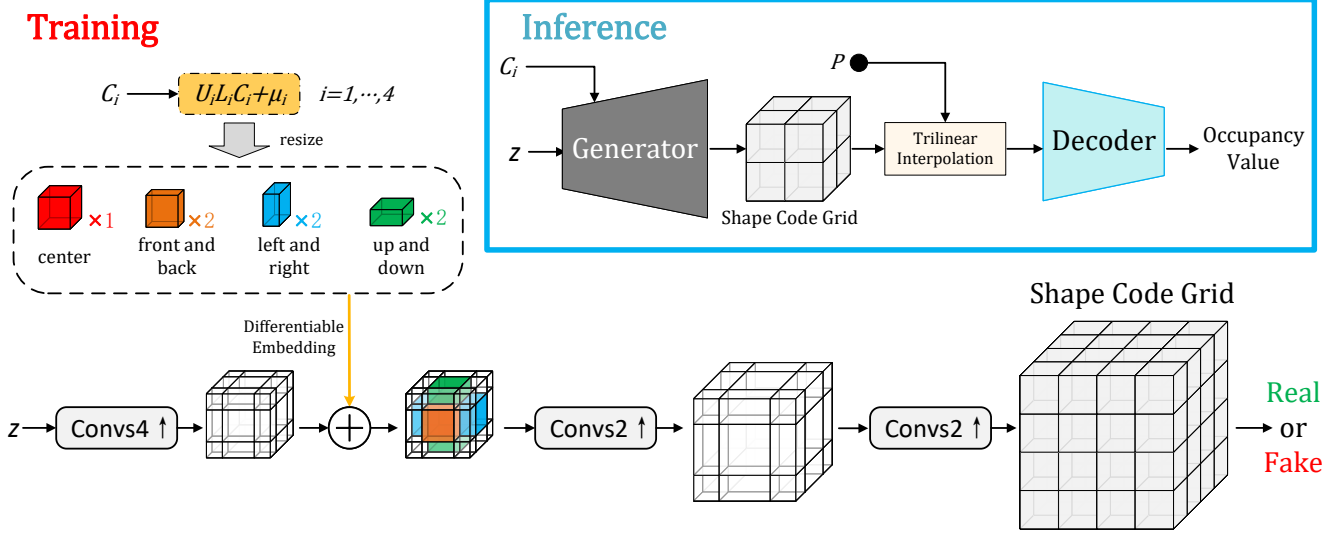 Training
C_i
U_iL_iC_i+μ_i
i=1,⋯,4
resize
×1
×2
×2
×2
center
front and
back
left and
right
up and
down
Differentiable
Embedding
z
Convs4 ↑
Convs2 ↑
Convs2 ↑
Shape Code Grid
Real
or
Fake
Inference
C_i
z
Generator
Shape Code Grid
P
Trilinear
Interpolation
Decoder
Occupancy
Value